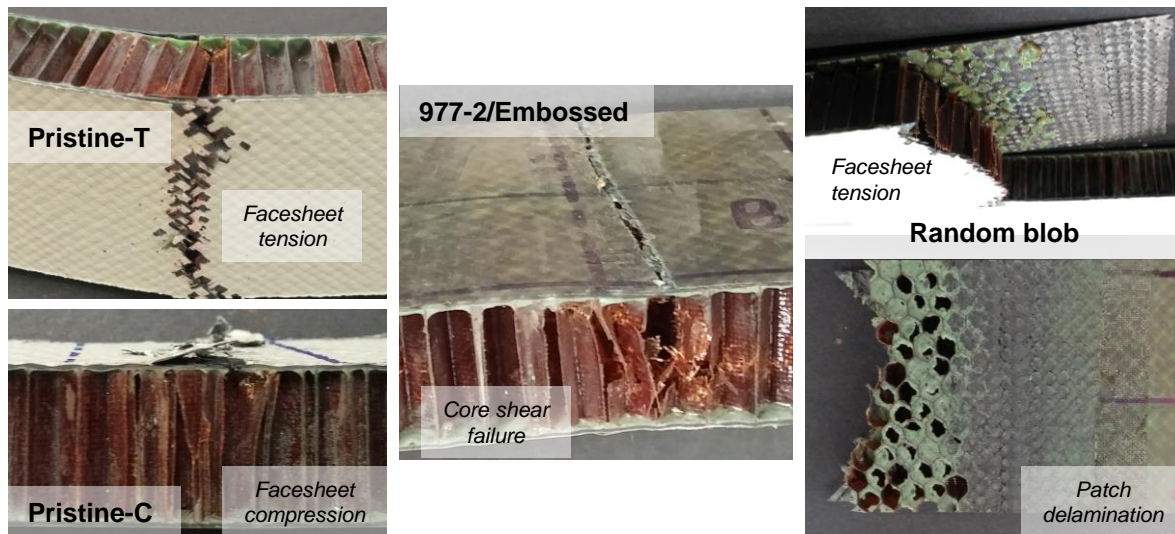 Pristine-T
Facesheet
tension
Pristine-C
Facesheet
compression
977-2/Embossed
B
Core shear
failure
Facesheet
tension
Random blob
Patch
delamination